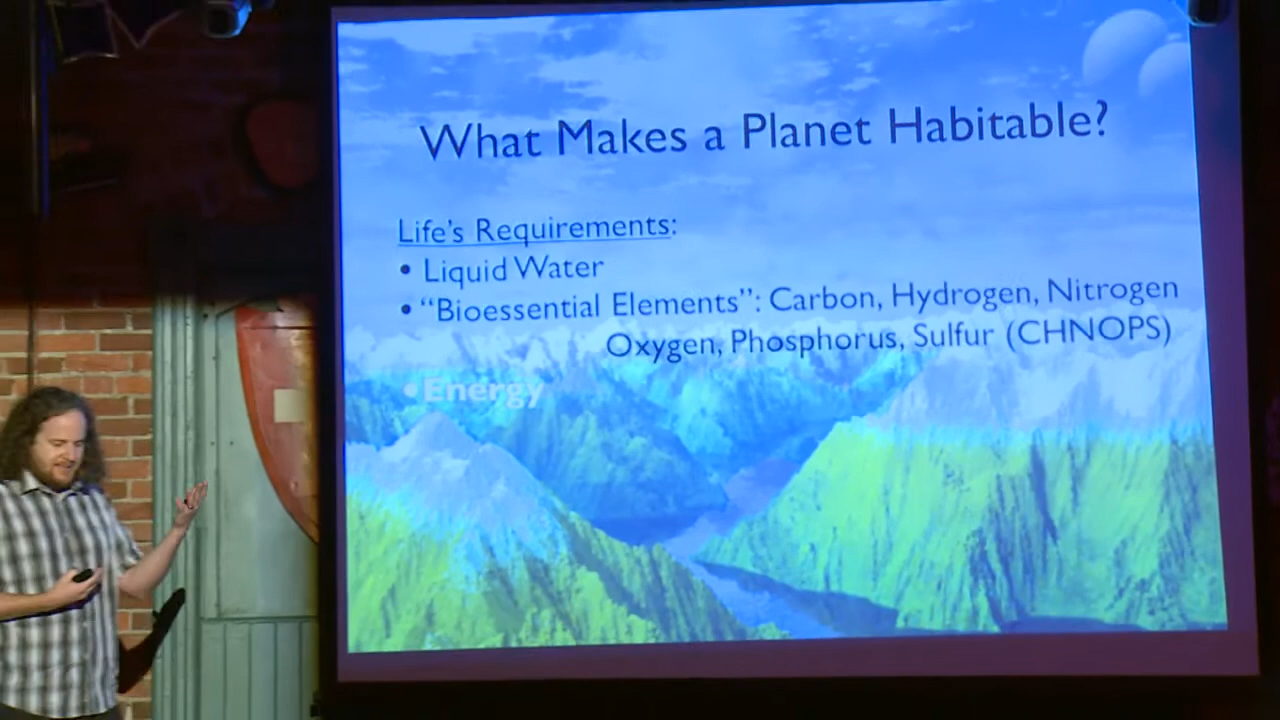 What Makes a Planet Habitable?
Life's Requirements:
• Liquid Water
• “Bioessential Elements”: Carbon, Hydrogen, Nitrogen
Oxygen, Phosphorus, Sulfur (CHNOPS)
• Energy